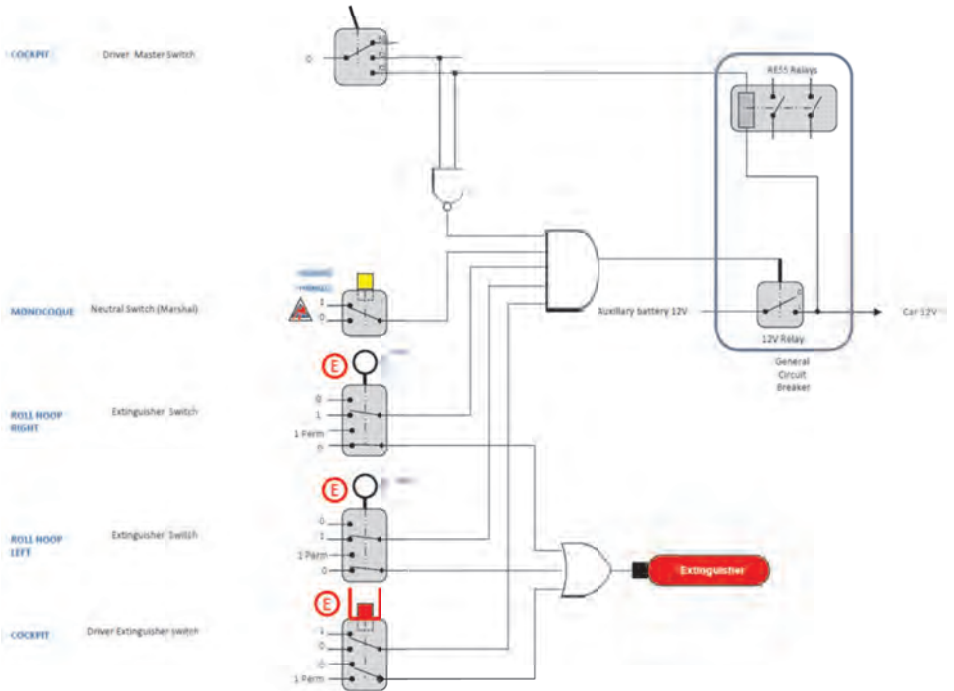 COCKPIT
Driver Master Switch
0
RESS Relays
MONOCOQUE
Neutral Switch (Marshal)
1
0
Auxiliary battery 12V
Car 12V
12V Relay
General
Circuit
Breaker
E
ROLL HOOP
RIGHT
Extinguisher Switch
0
1
1 Perm
0
E
ROLL HOOP
LEFT
Extinguisher Switch
0
1
1 Perm
0
Extinguisher
E
COCKPIT
Driver Extinguisher switch
1
0
0
1 Perm